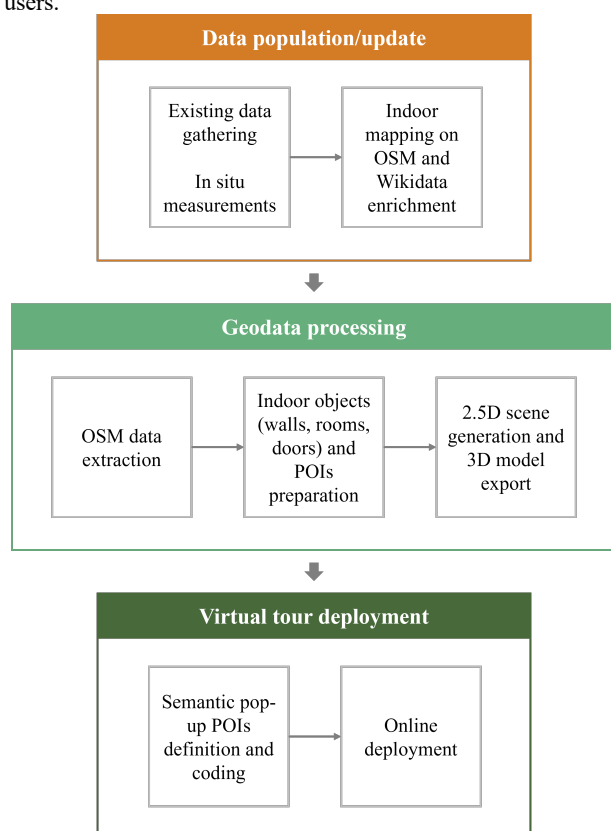 users.
Data population/update
Existing data
gathering
In situ
measurements
Indoor
mapping on
OSM and
Wikidata
enrichment
Geodata processing
OSM data
extraction
Indoor objects
(walls, rooms,
doors) and
POIs
preparation
2.5D scene
generation and
3D model
export
Virtual tour deployment
Semantic pop-
up POIs
definition and
coding
Online
deployment